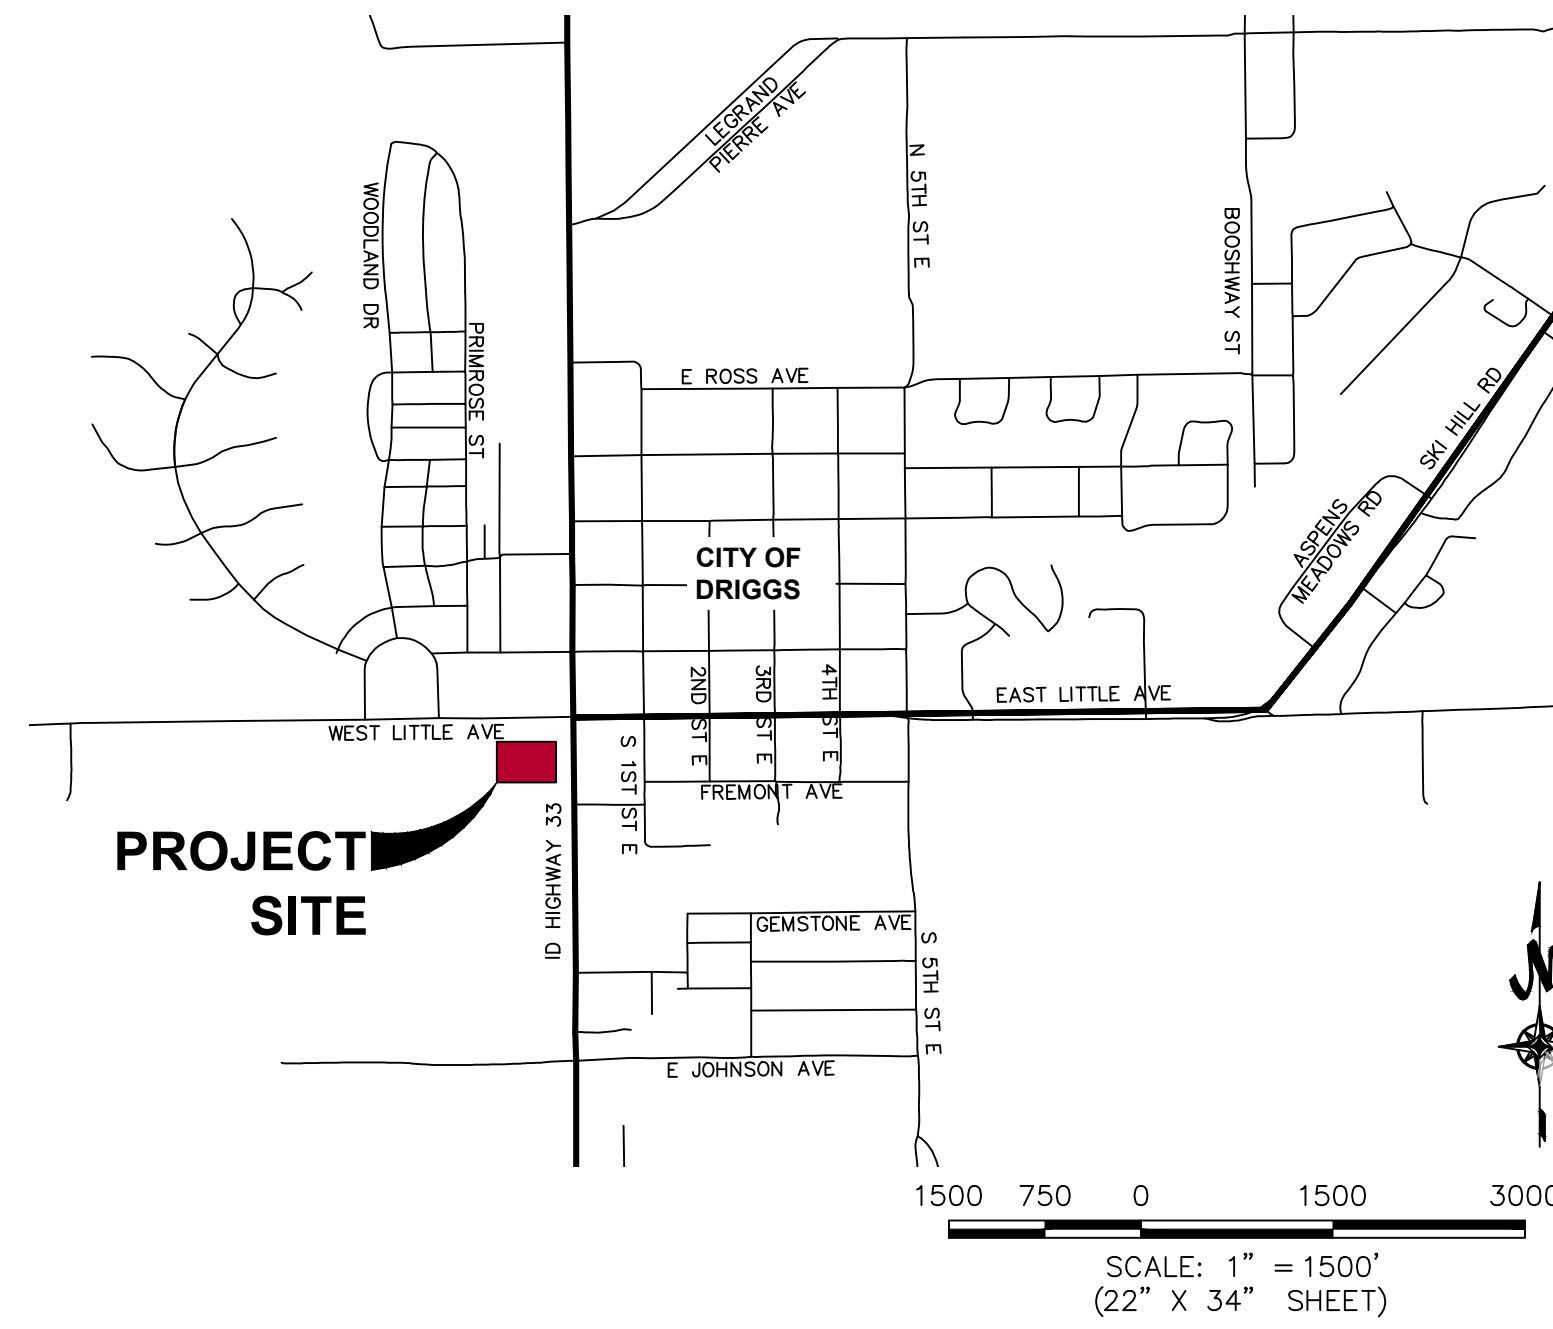 LEGRAND
PIERRE AVE
N 5TH ST E
WOODLAND DR
BOOSHWAY ST
PRIMROSE ST
E ROSS AVE
SKI HILL RD
ASPENS
MEADOWS RD
CITY OF
DRIGGS
2ND ST E
3RD ST E
4TH ST E
EAST LITTLE AVE
WEST LITTLE AVE
S 1ST ST E
FREMONT AVE
PROJECT
SITE
ID HIGHWAY 33
GEMSTONE AVE
S 5TH ST E
N
E JOHNSON AVE
1500 750 0 1500 3000
SCALE: 1" = 1500'
(22" X 34" SHEET)